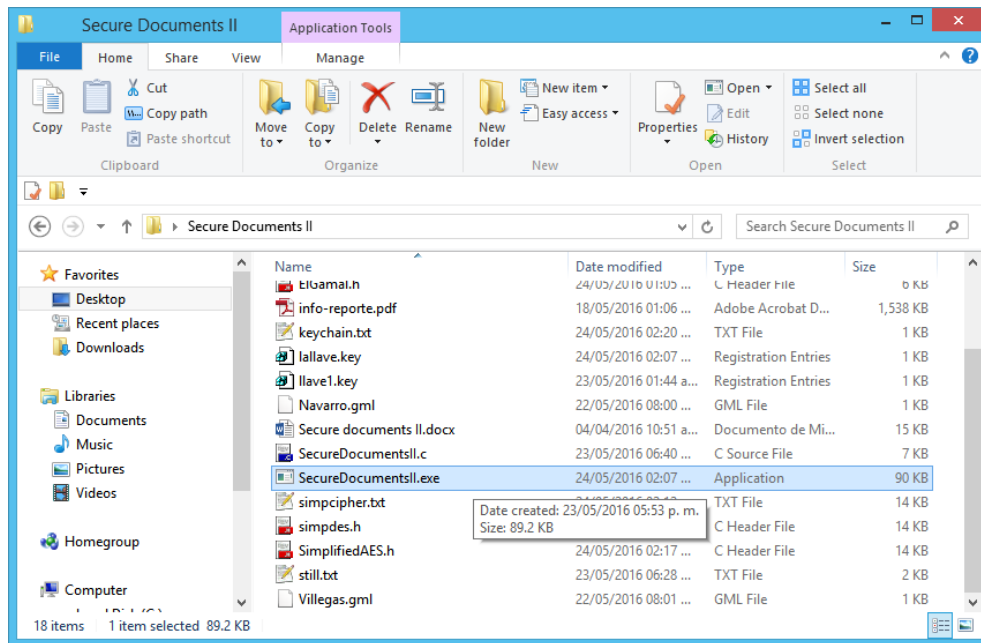 Secure Documents II
Application Tools
File Home Share View Manage
Copy
Paste
Cut
Copy path
Paste shortcut
Clipboard
Move to
Copy to
Delete
Rename
Organize
New folder
New item
Easy access
New
Properties
Open
Edit
History
Open
Select all
Select none
Invert selection
Select
Secure Documents II
Search Secure Documents II
Favorites
Desktop
Recent places
Downloads
Libraries
Documents
Music
Pictures
Videos
Homegroup
Computer
Name Date modified Type Size
ElGamal.h 24/05/2016 01:05 ... C Header File 6 KB
info-reporte.pdf 18/05/2016 01:06 ... Adobe Acrobat D... 1,538 KB
keychain.txt 24/05/2016 02:20 ... TXT File 1 KB
lallave.key 24/05/2016 02:07 ... Registration Entries 1 KB
llave1.key 23/05/2016 01:44 a... Registration Entries 1 KB
Navarro.gml 22/05/2016 08:00 ... GML File 1 KB
Secure documents II.docx 04/04/2016 10:51 a... Documento de Mi... 15 KB
SecureDocumentsII.c 23/05/2016 06:40 ... C Source File 7 KB
SecureDocumentsII.exe 24/05/2016 02:07 ... Application 90 KB
simpcipher.txt TXT File 14 KB
Date created: 23/05/2016 05:53 p. m.
Size: 89.2 KB
simpdes.h C Header File 14 KB
SimplifiedAES.h 24/05/2016 02:17 ... C Header File 14 KB
still.txt 23/05/2016 06:28 ... TXT File 2 KB
Villegas.gml 22/05/2016 08:01 ... GML File 1 KB
18 items 1 item selected 89.2 KB